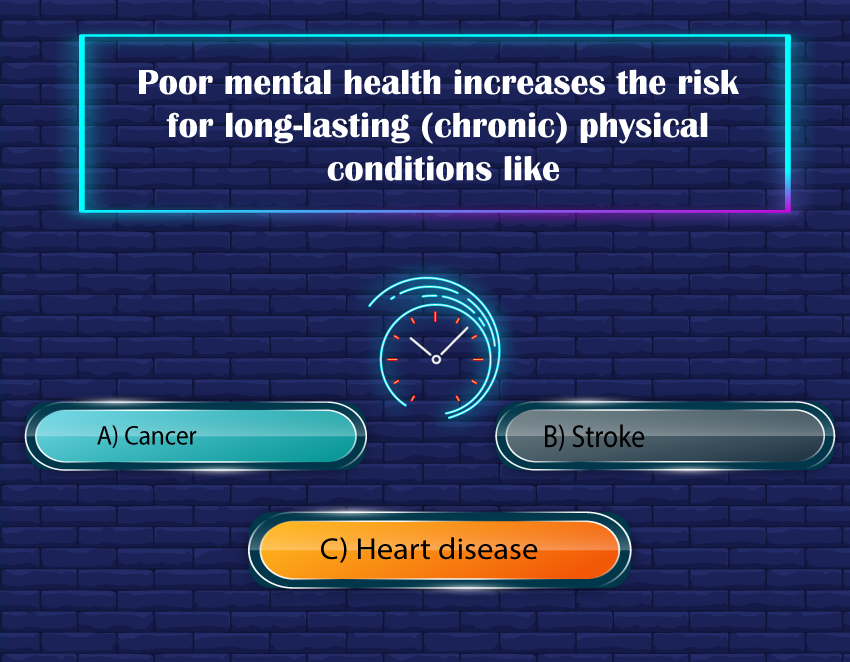 Poor mental health increases the risk
for long-lasting (chronic) physical
conditions like
A) Cancer
B) Stroke
C) Heart disease